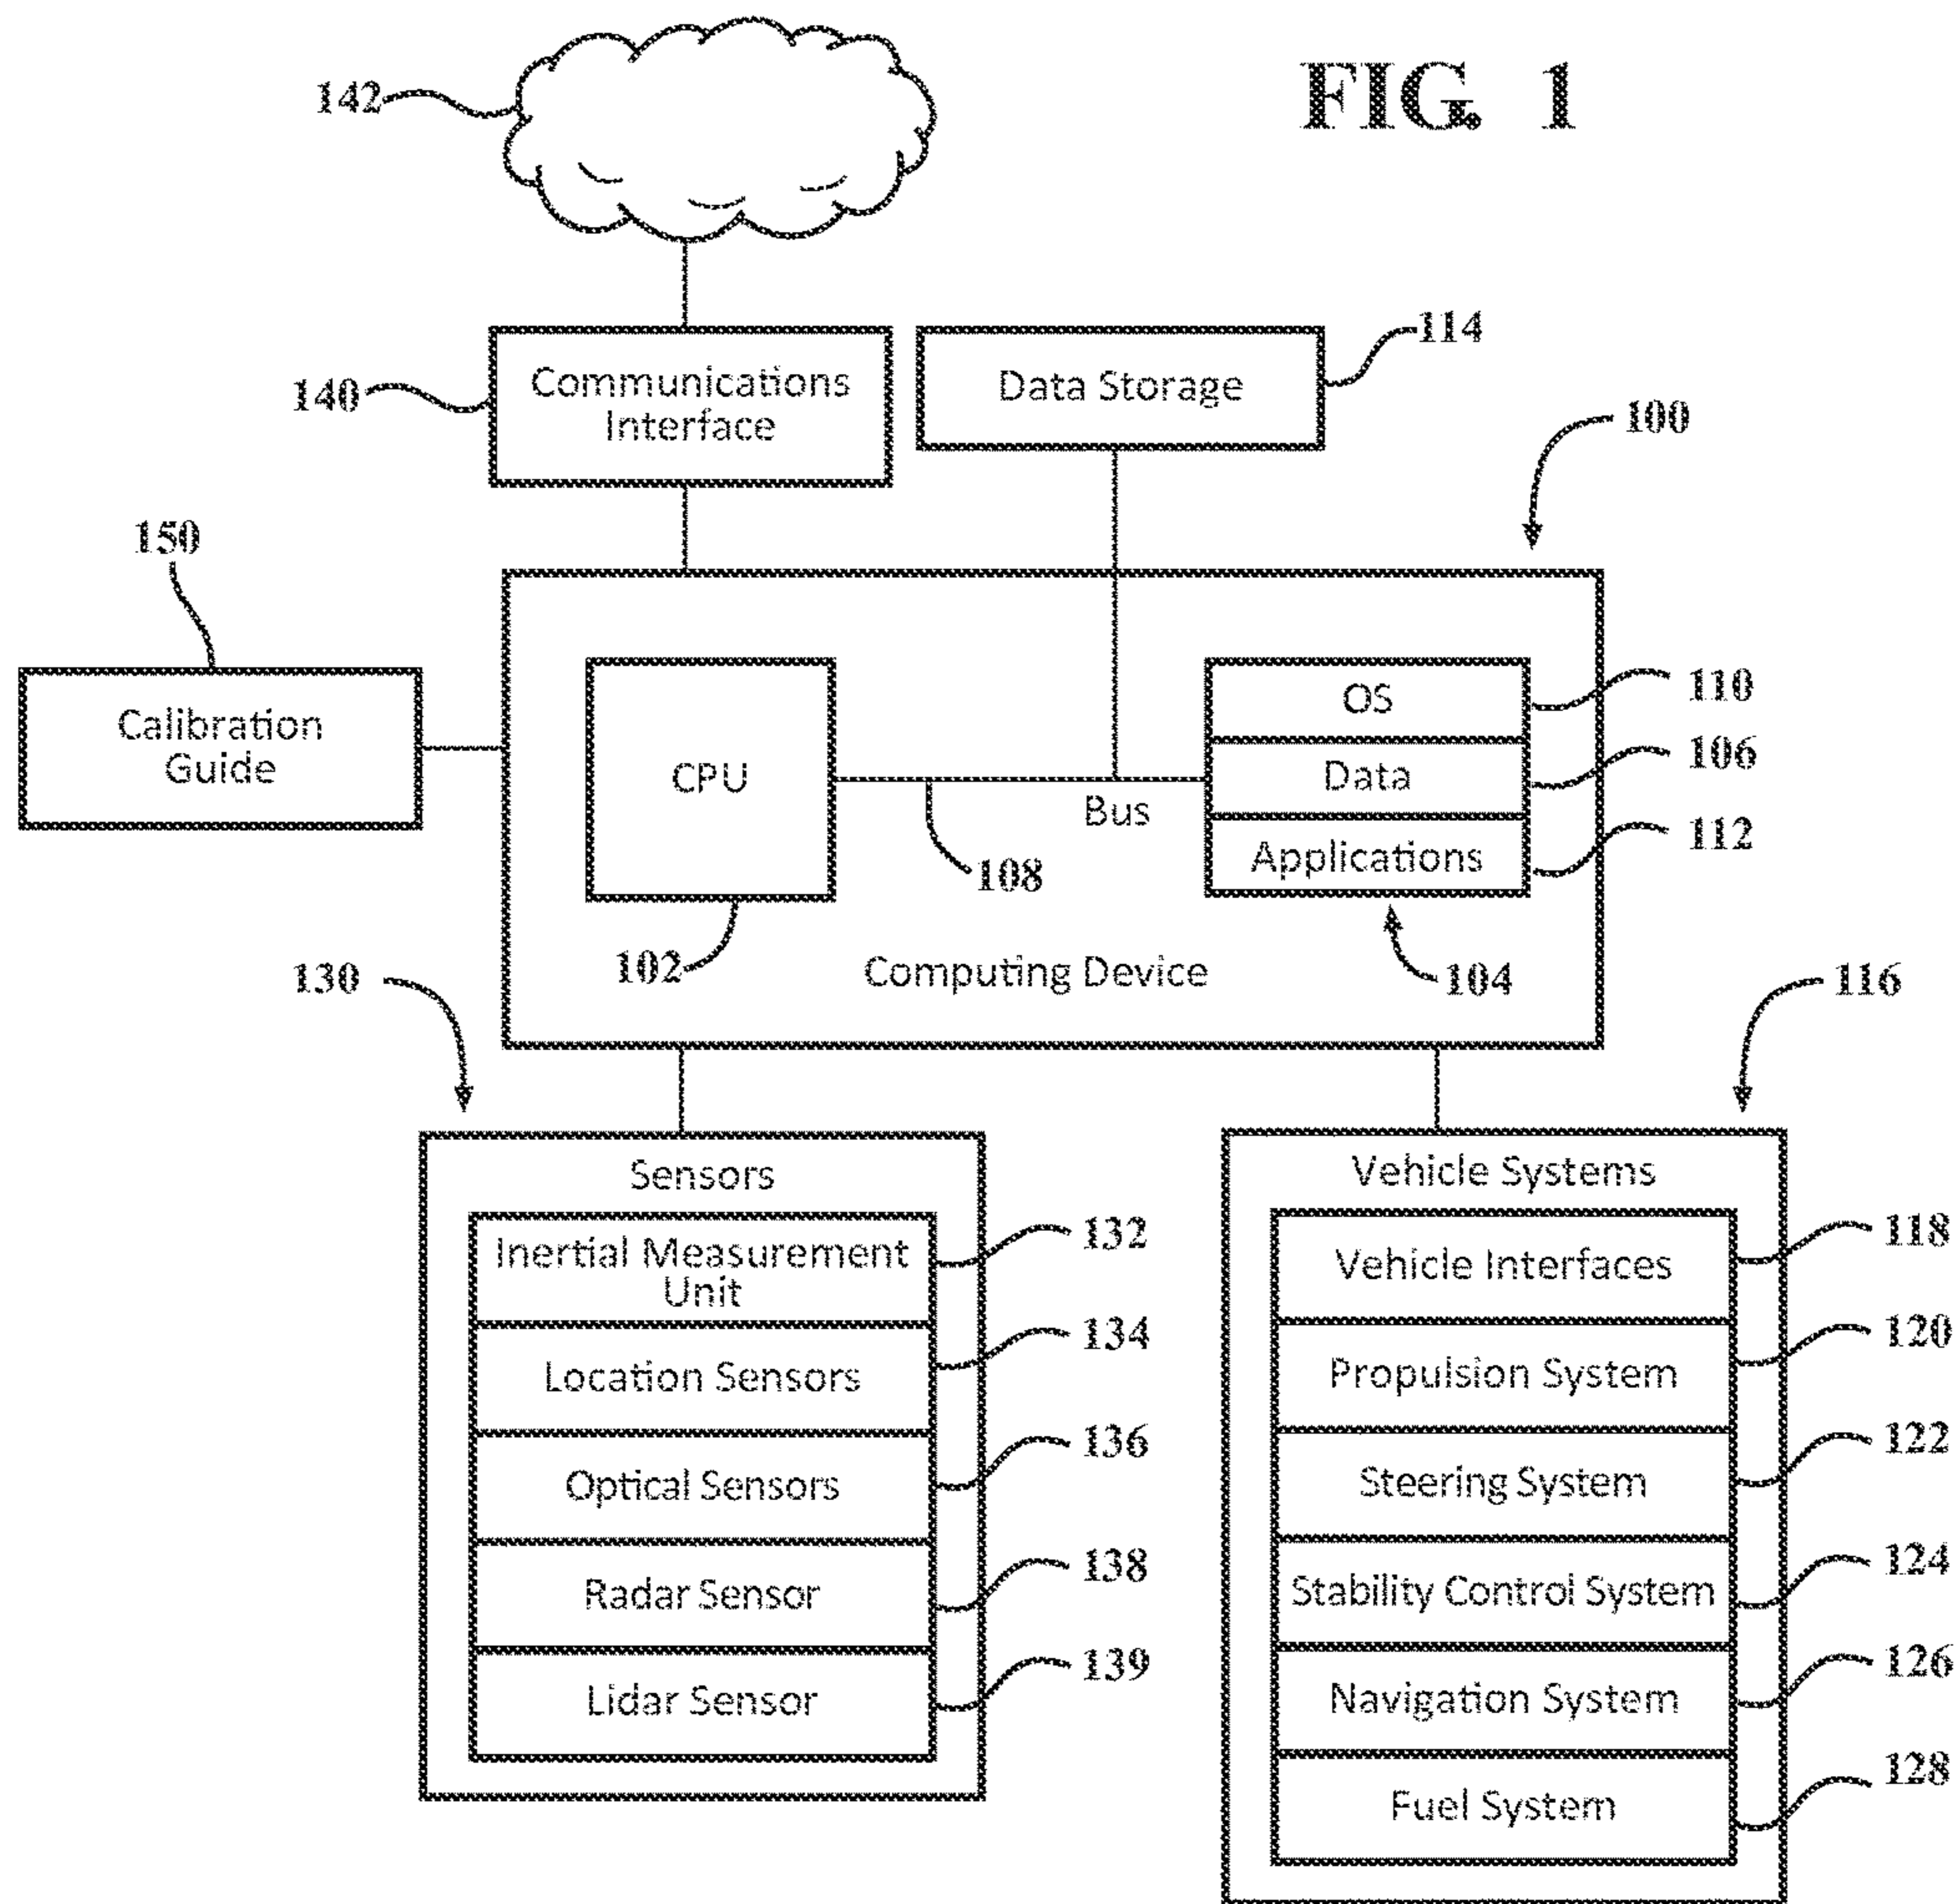 FIG. 1
142
Communications
Interface
140
Data Storage
114
100
150
Calibration
Guide
CPU
OS
110
Data
106
Bus
Applications
112
108
102
Computing Device
104
130
116
Sensors
Inertial Measurement
Unit
132
Location Sensors
134
Optical Sensors
136
Radar Sensor
138
Lidar Sensor
139
Vehicle Systems
Vehicle Interfaces
118
Propulsion System
120
Steering System
122
Stability Control System
124
Navigation System
126
Fuel System
128